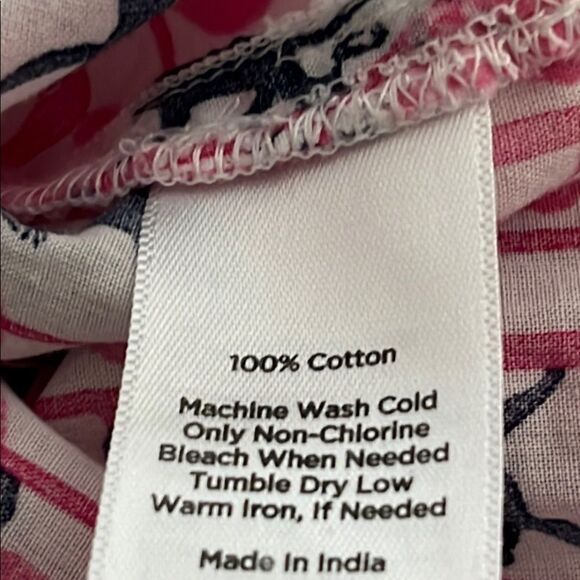 100% Cotton
Machine Wash Cold
Only Non-Chlorine
Bleach When Needed
Tumble Dry Low
Warm Iron, If Needed
Made In India